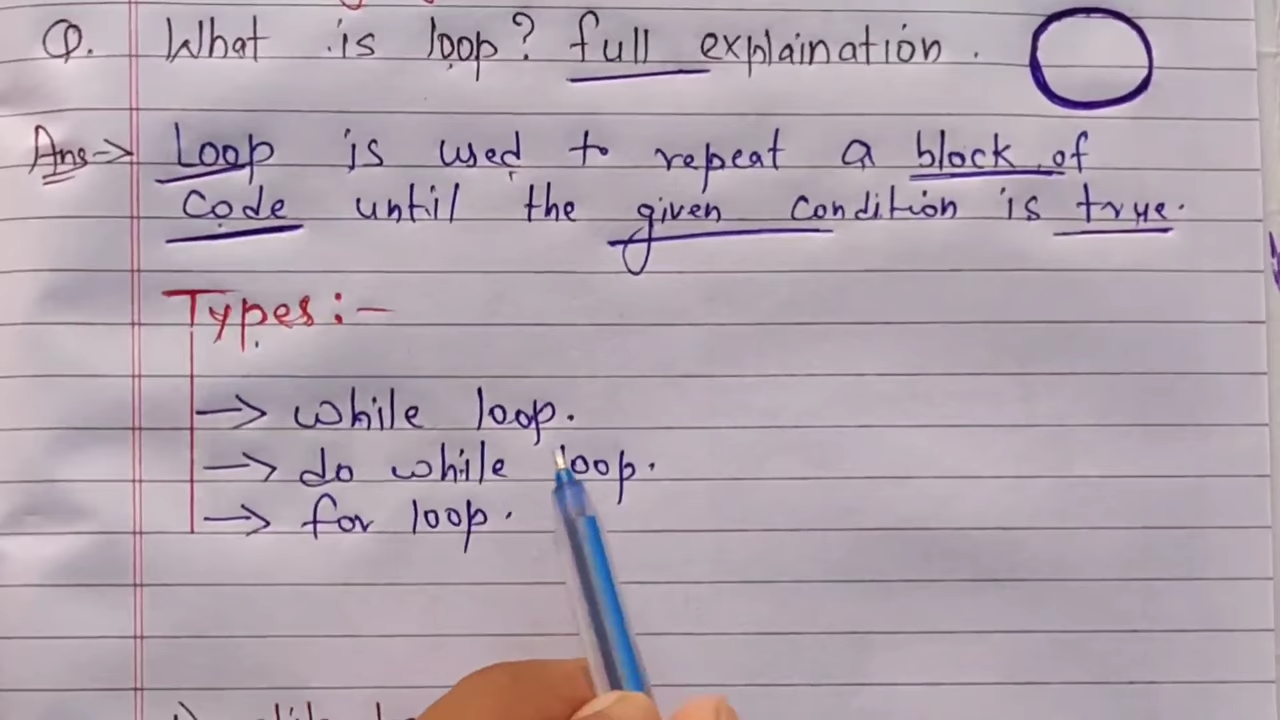 Q. What is loop? full explaination.
Ans-> Loop is used to repeat a block of
code until the given condition is true.
Types:-
-> while loop.
-> do while loop.
-> for loop.